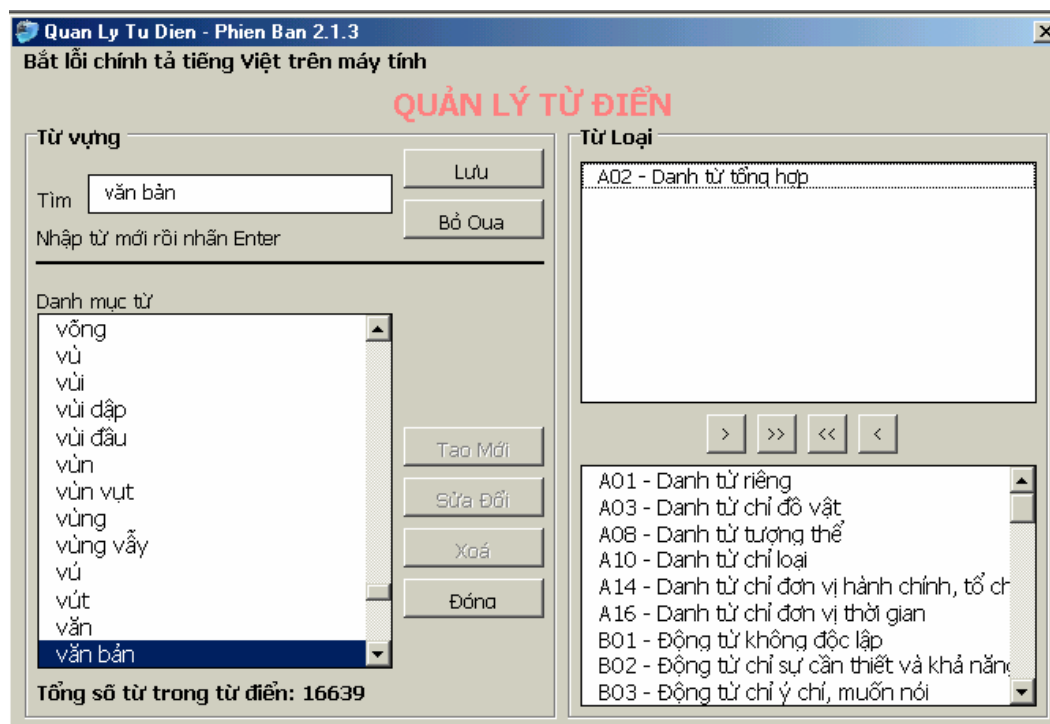 Quan Ly Tu Dien - Phien Ban 2.1.3
Bắt lỗi chính tả tiếng Việt trên máy tính
QUẢN LÝ TỪ ĐIỂN
Từ vựng
Tìm
văn bản
Lưu
Bỏ Qua
Nhập từ mới rồi nhấn Enter
Danh mục từ
võng
vù
vùi
vùi dập
vùi đầu
vùn
vùn vụt
vùng
vùng vẫy
vú
vút
văn
văn bản
Tạo Mới
Sửa Đổi
Xoá
Đóng
Tổng số từ trong từ điển: 16639
Từ Loại
A02 - Danh từ tổng hợp
> >> << <
A01 - Danh từ riêng
A03 - Danh từ chỉ đồ vật
A08 - Danh từ tượng thể
A10 - Danh từ chỉ loại
A14 - Danh từ chỉ đơn vị hành chính, tổ ch
A16 - Danh từ chỉ đơn vị thời gian
B01 - Động từ không độc lập
B02 - Động từ chỉ sự cần thiết và khả năng
B03 - Động từ chỉ ý chí, muốn nói